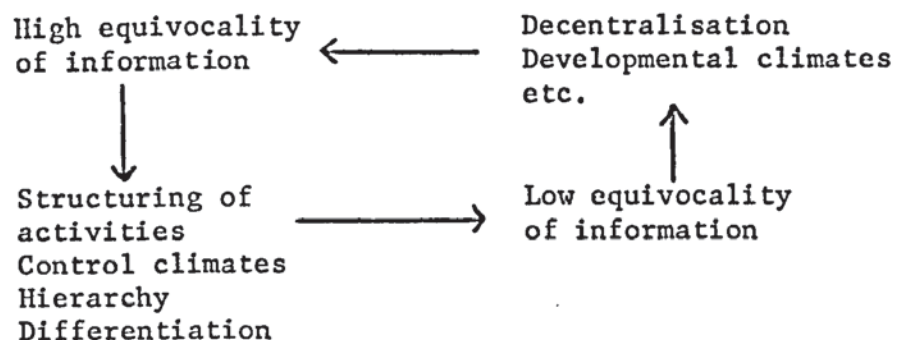 High equivocality
of information
Decentralisation
Developmental climates
etc.
Structuring of
activities
Control climates
Hierarchy
Differentiation
Low equivocality
of information